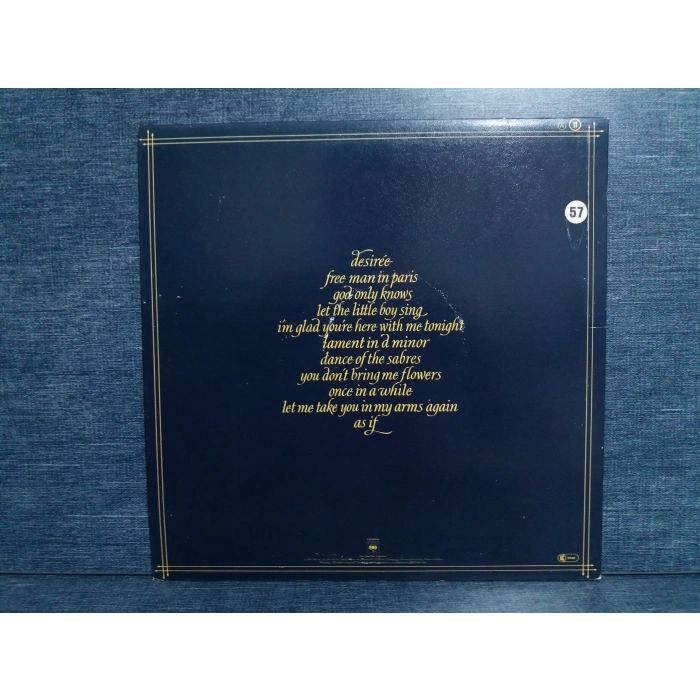 57
desirée
free man in paris
god only knows
let the little boy sing
i'm glad you're here with me tonight
lament in d minor
dance of the sabres
you don't bring me flowers
once in a while
let me take you in my arms again
as if